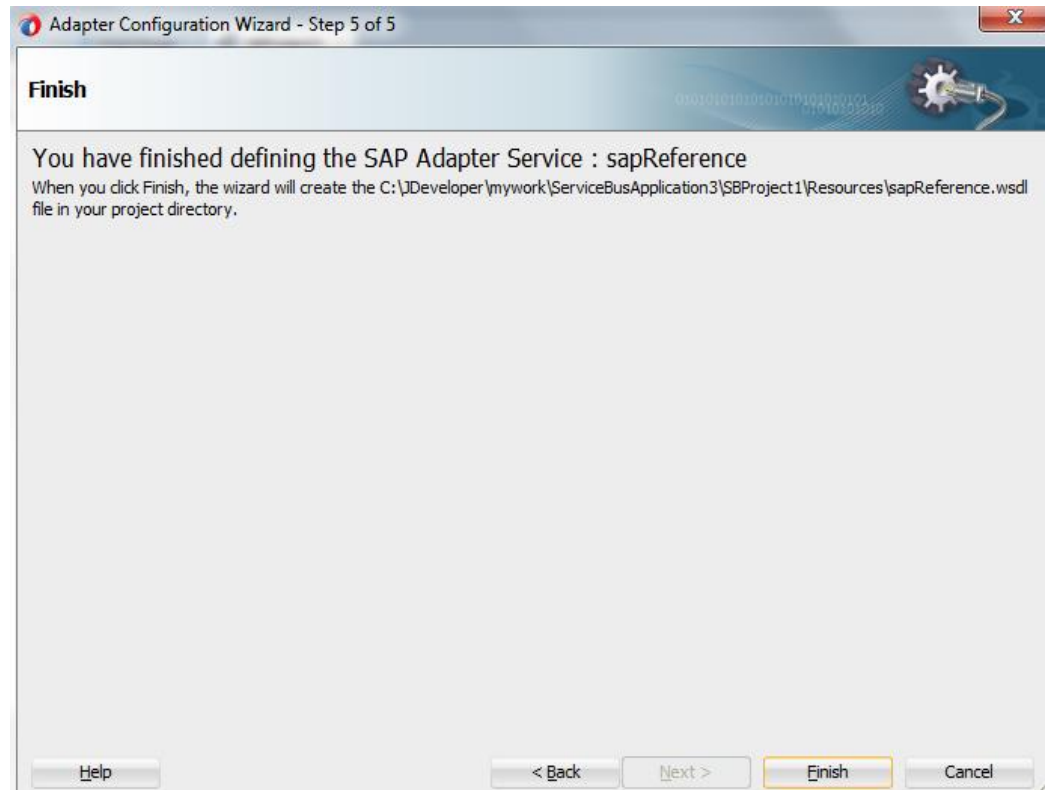 Adapter Configuration Wizard - Step 5 of 5
Finish
You have finished defining the SAP Adapter Service : sapReference
When you click Finish, the wizard will create the C:\JDeveloper\mywork\ServiceBusApplication3\SBProject1\Resources\sapReference.wsdl
file in your project directory.
Help
< Back
Next >
Finish
Cancel